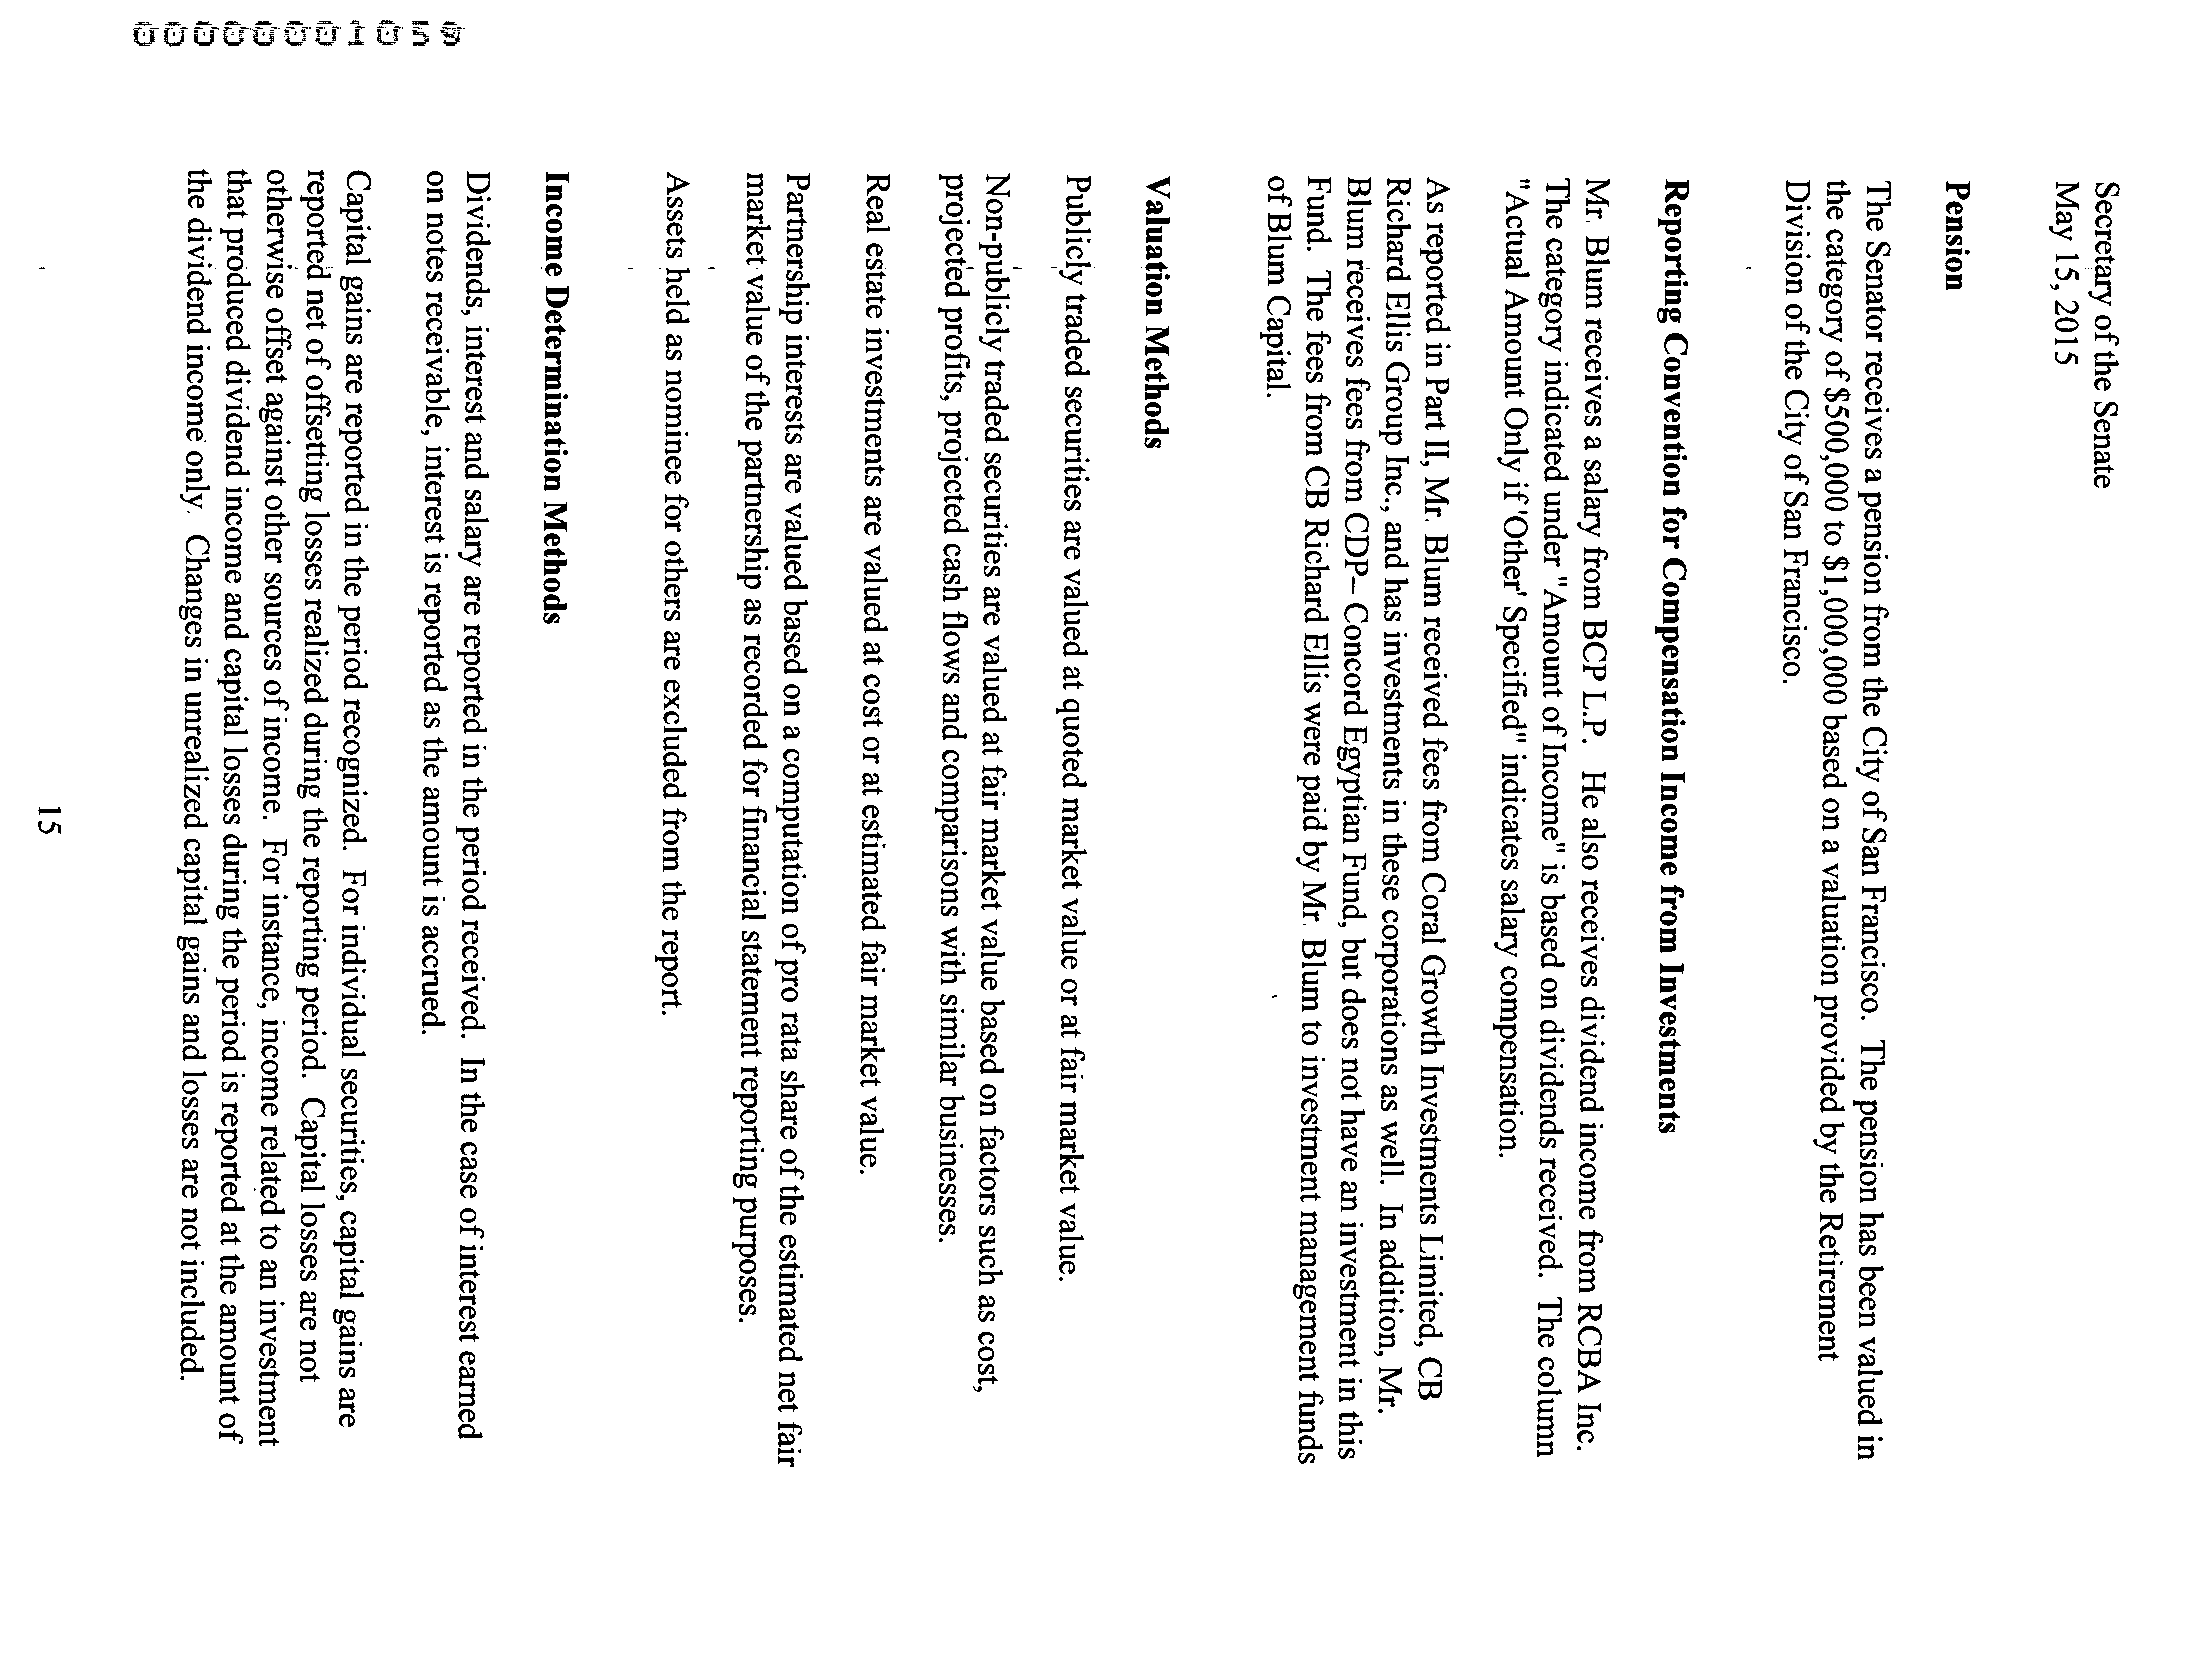 Secretary of the Senate
May 15, 2015
Pension
The Senator receives a pension from the City of San Francisco. The pension has been valued in
the category of $500,000 to $1,000,000 based on a valuation provided by the Retirement
Division of the City of San Francisco.
Reporting Convention for Compensation Income from Investments
Mr. Blum receives a salary from BCP L.P. He also receives dividend income from RCBA Inc.
The category indicated under "Amount of Income" is based on dividends received. The column
"Actual Amount Only if 'Other' Specified" indicates salary compensation.
As reported in Part II, Mr. Blum received fees from Coral Growth Investments Limited, CB
Richard Ellis Group Inc., and has investments in these corporations as well. In addition, Mr.
Blum receives fees from CDP– Concord Egyptian Fund, but does not have an investment in this
Fund. The fees from CB Richard Ellis were paid by Mr. Blum to investment management funds
of Blum Capital.
Valuation Methods
Publicly traded securities are valued at quoted market value or at fair market value.
Non-publicly traded securities are valued at fair market value based on factors such as cost,
projected profits, projected cash flows and comparisons with similar businesses.
Real estate investments are valued at cost or at estimated fair market value.
Partnership interests are valued based on a computation of pro rata share of the estimated net fair
market value of the partnership as recorded for financial statement reporting purposes.
Assets held as nominee for others are excluded from the report.
Income Determination Methods
Dividends, interest and salary are reported in the period received. In the case of interest earned
on notes receivable, interest is reported as the amount is accrued.
Capital gains are reported in the period recognized. For individual securities, capital gains are
reported net of offsetting losses realized during the reporting period. Capital losses are not
otherwise offset against other sources of income. For instance, income related to an investment
that produced dividend income and capital losses during the period is reported at the amount of
the dividend income only. Changes in unrealized capital gains and losses are not included.
15
00000001059